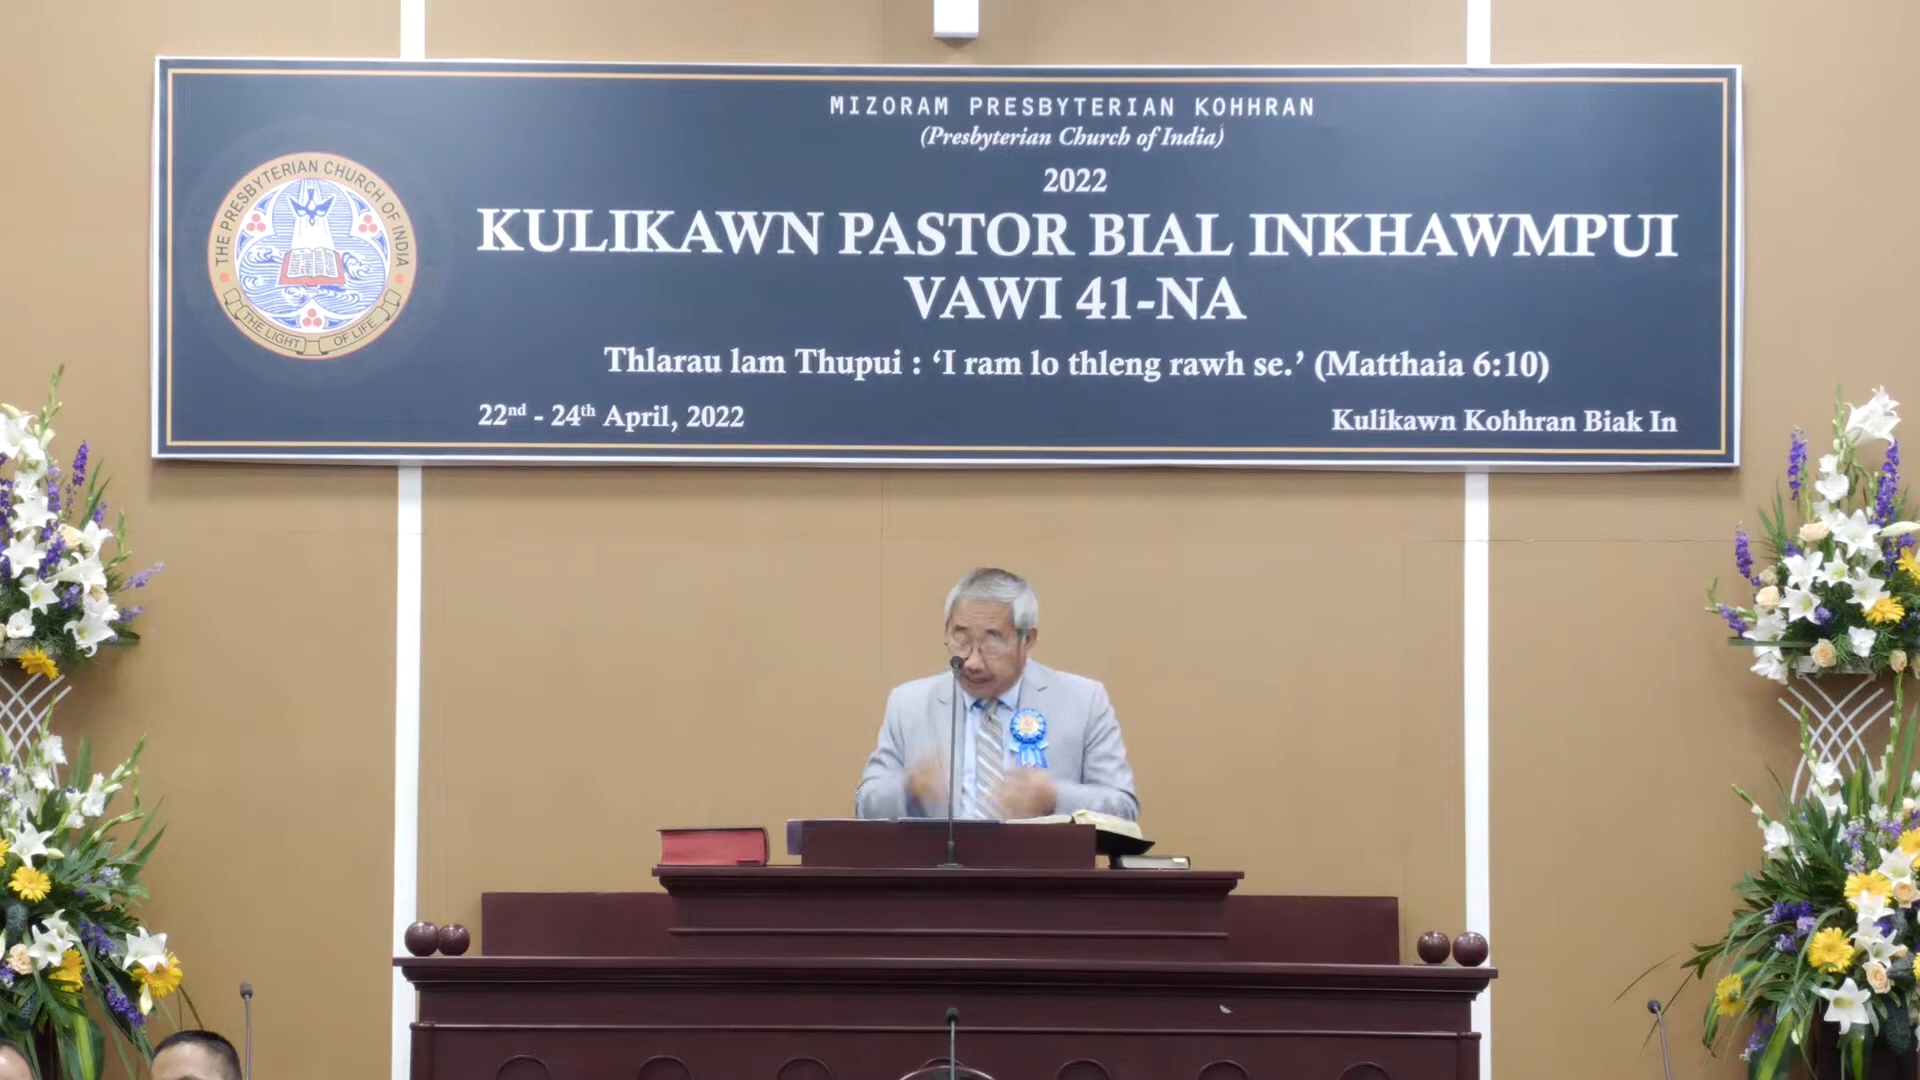 MIZORAM PRESBYTERIAN KOHHRAN
(Presbyterian Church of India)
2022
KULIKAWN PASTOR BIAL INKHAWMPUI
VAWI 41-NA
Thlarau lam Thupui : ‘I ram lo thleng rawh se.’ (Matthaia 6:10)
22nd - 24th April, 2022
Kulikawn Kohhran Biak In
THE PRESBYTERIAN CHURCH OF INDIA
THE LIGHT OF LIFE